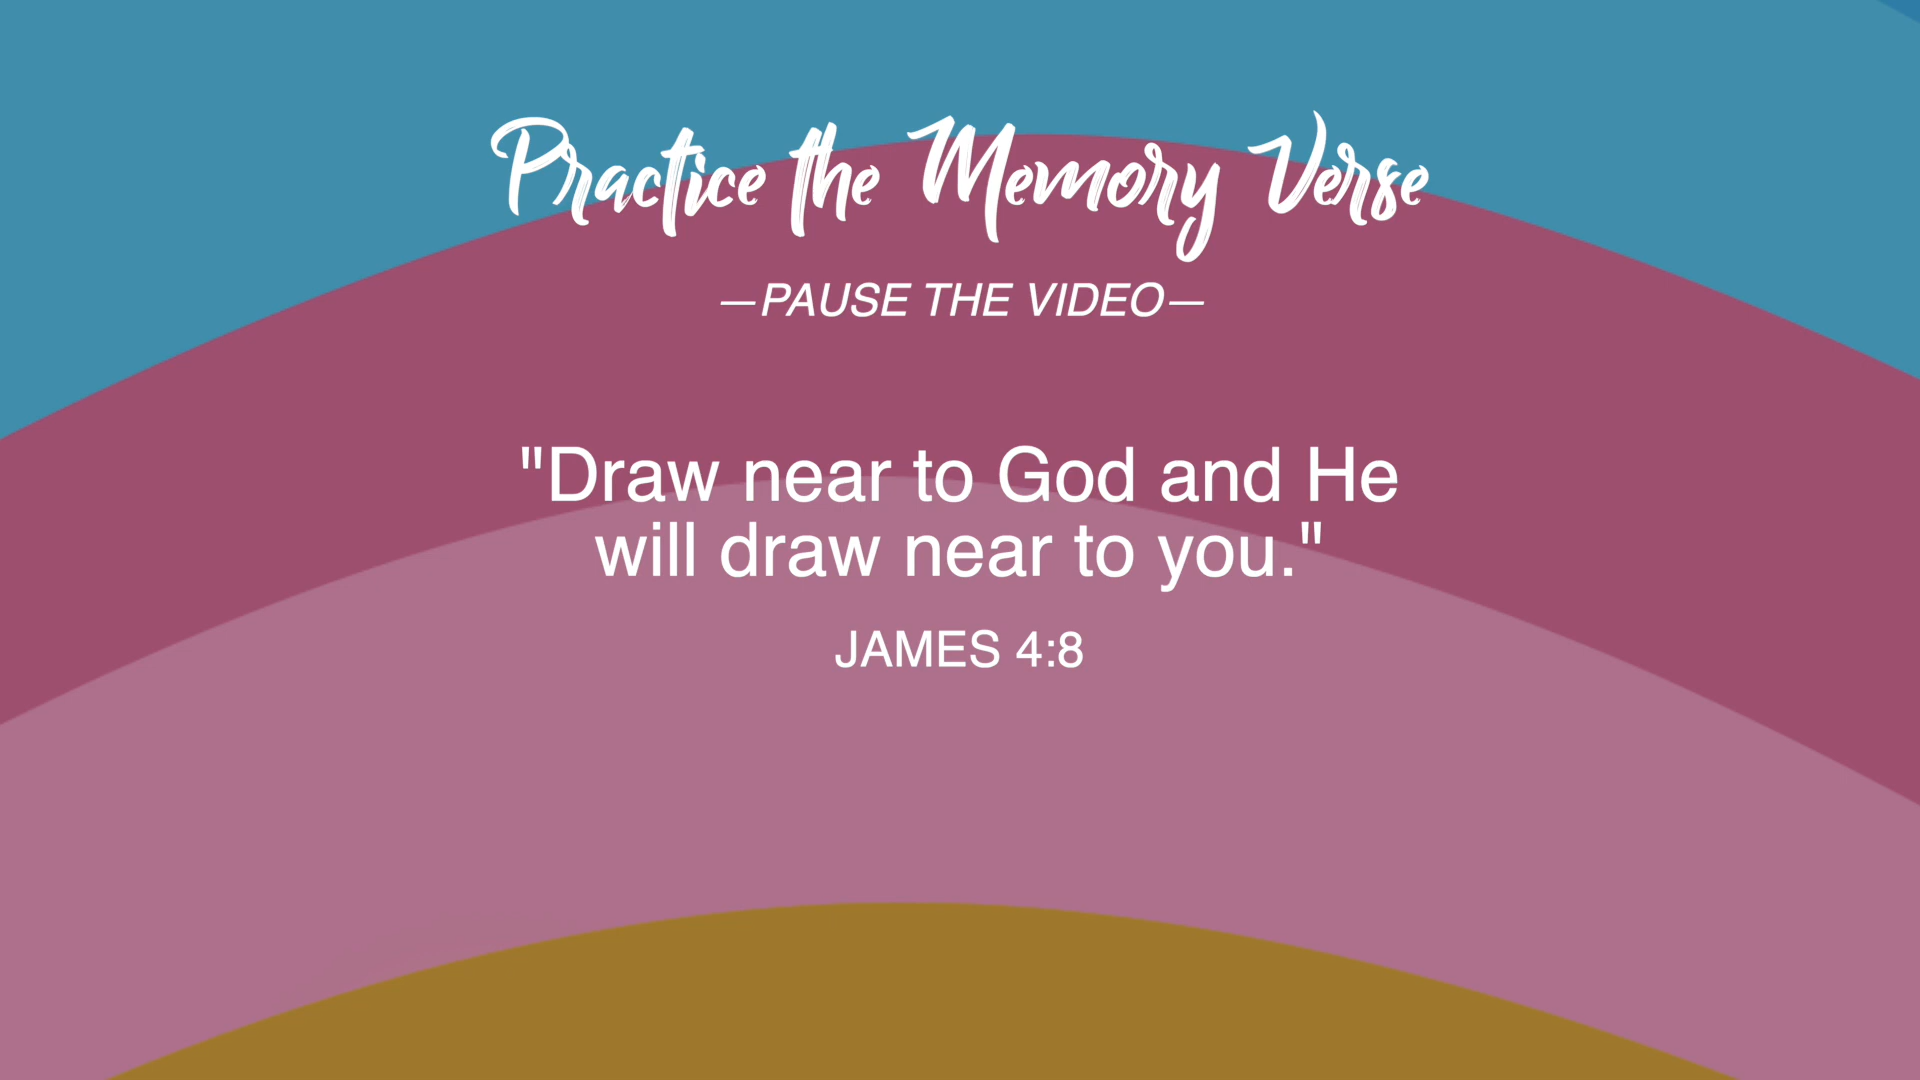 Practice the Memory Verse
—PAUSE THE VIDEO—
"Draw near to God and He
will draw near to you."
JAMES 4:8